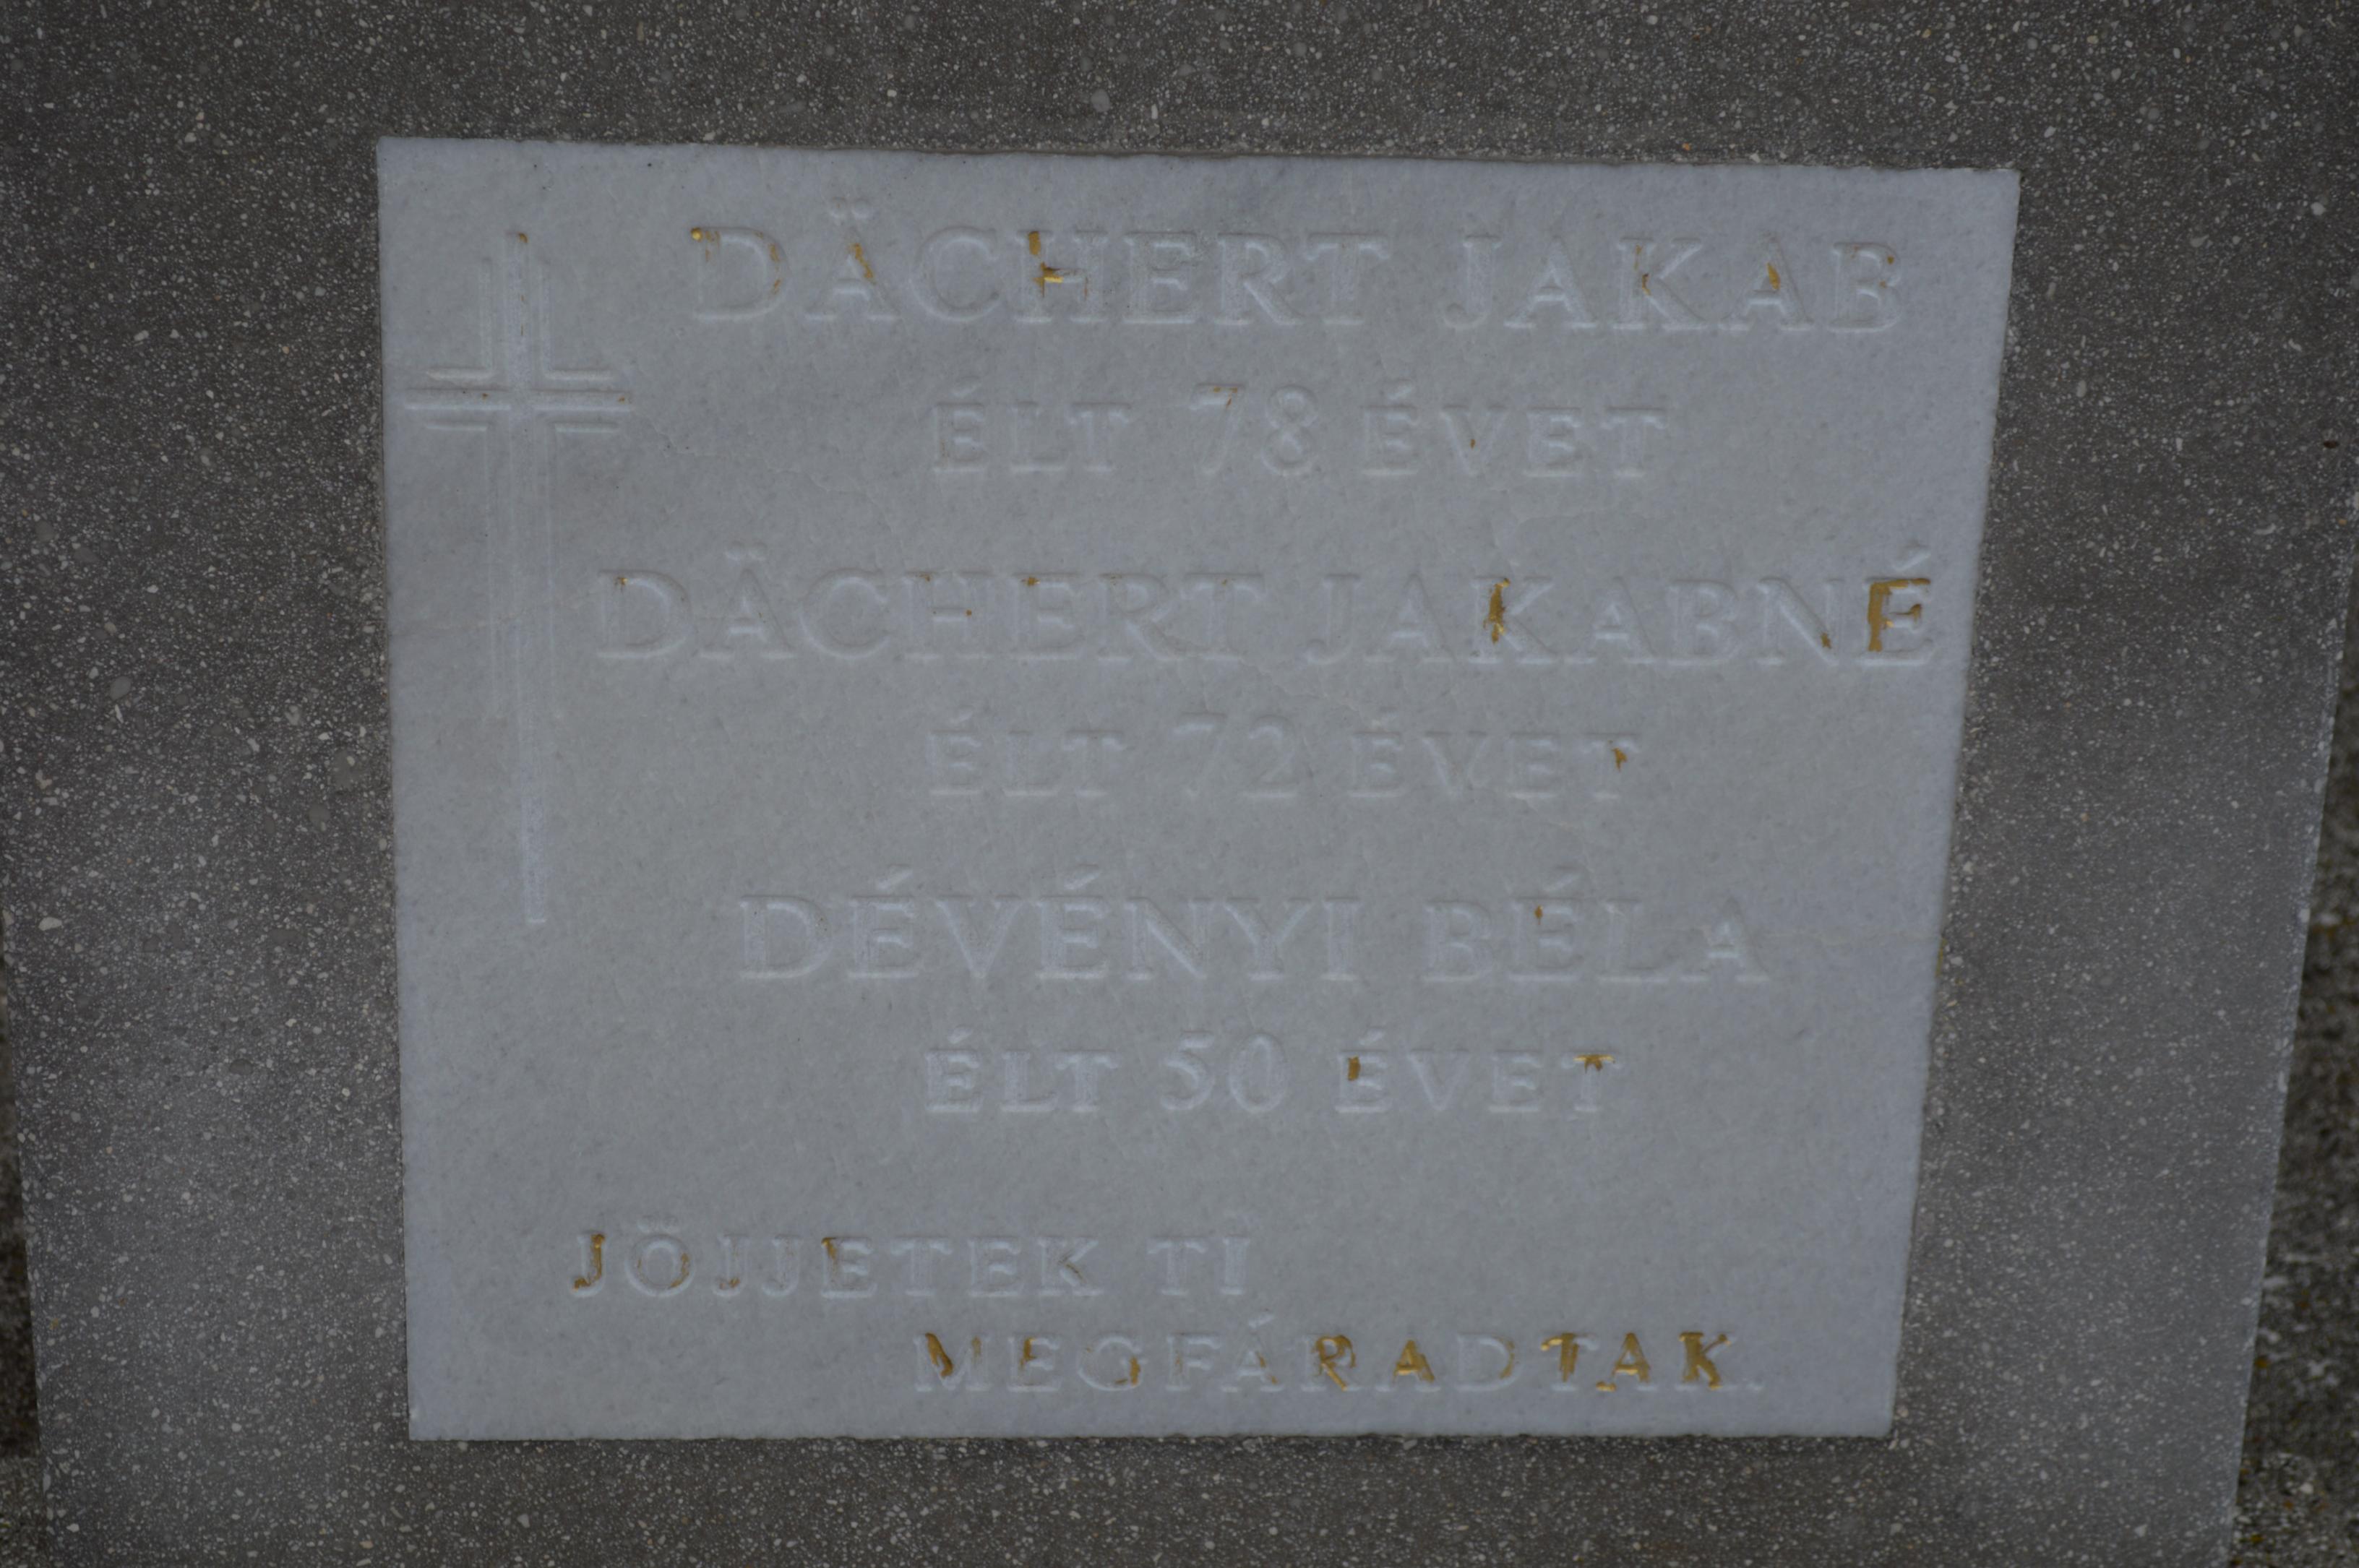 DÄCHERT JAKAB
ÉLT 78 ÉVET
DÄCHERT JAKABNÉ
ÉLT 72 ÉVET
DÉVÉNYI BÉLA
ÉLT 50 ÉVET
JÖJJETEK TI
MEGFÁRADTAK.